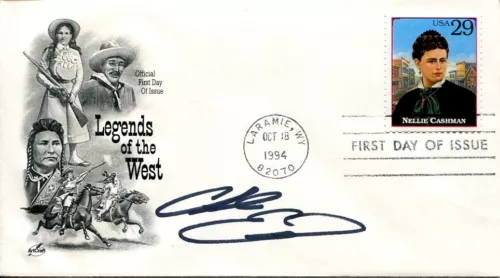 Official
First Day
Of Issue
Legends
of the
West
ArtCraft
LARAMIE, WY
OCT 18
1994
82070
USA 29
NELLIE CASHMAN
FIRST DAY OF ISSUE